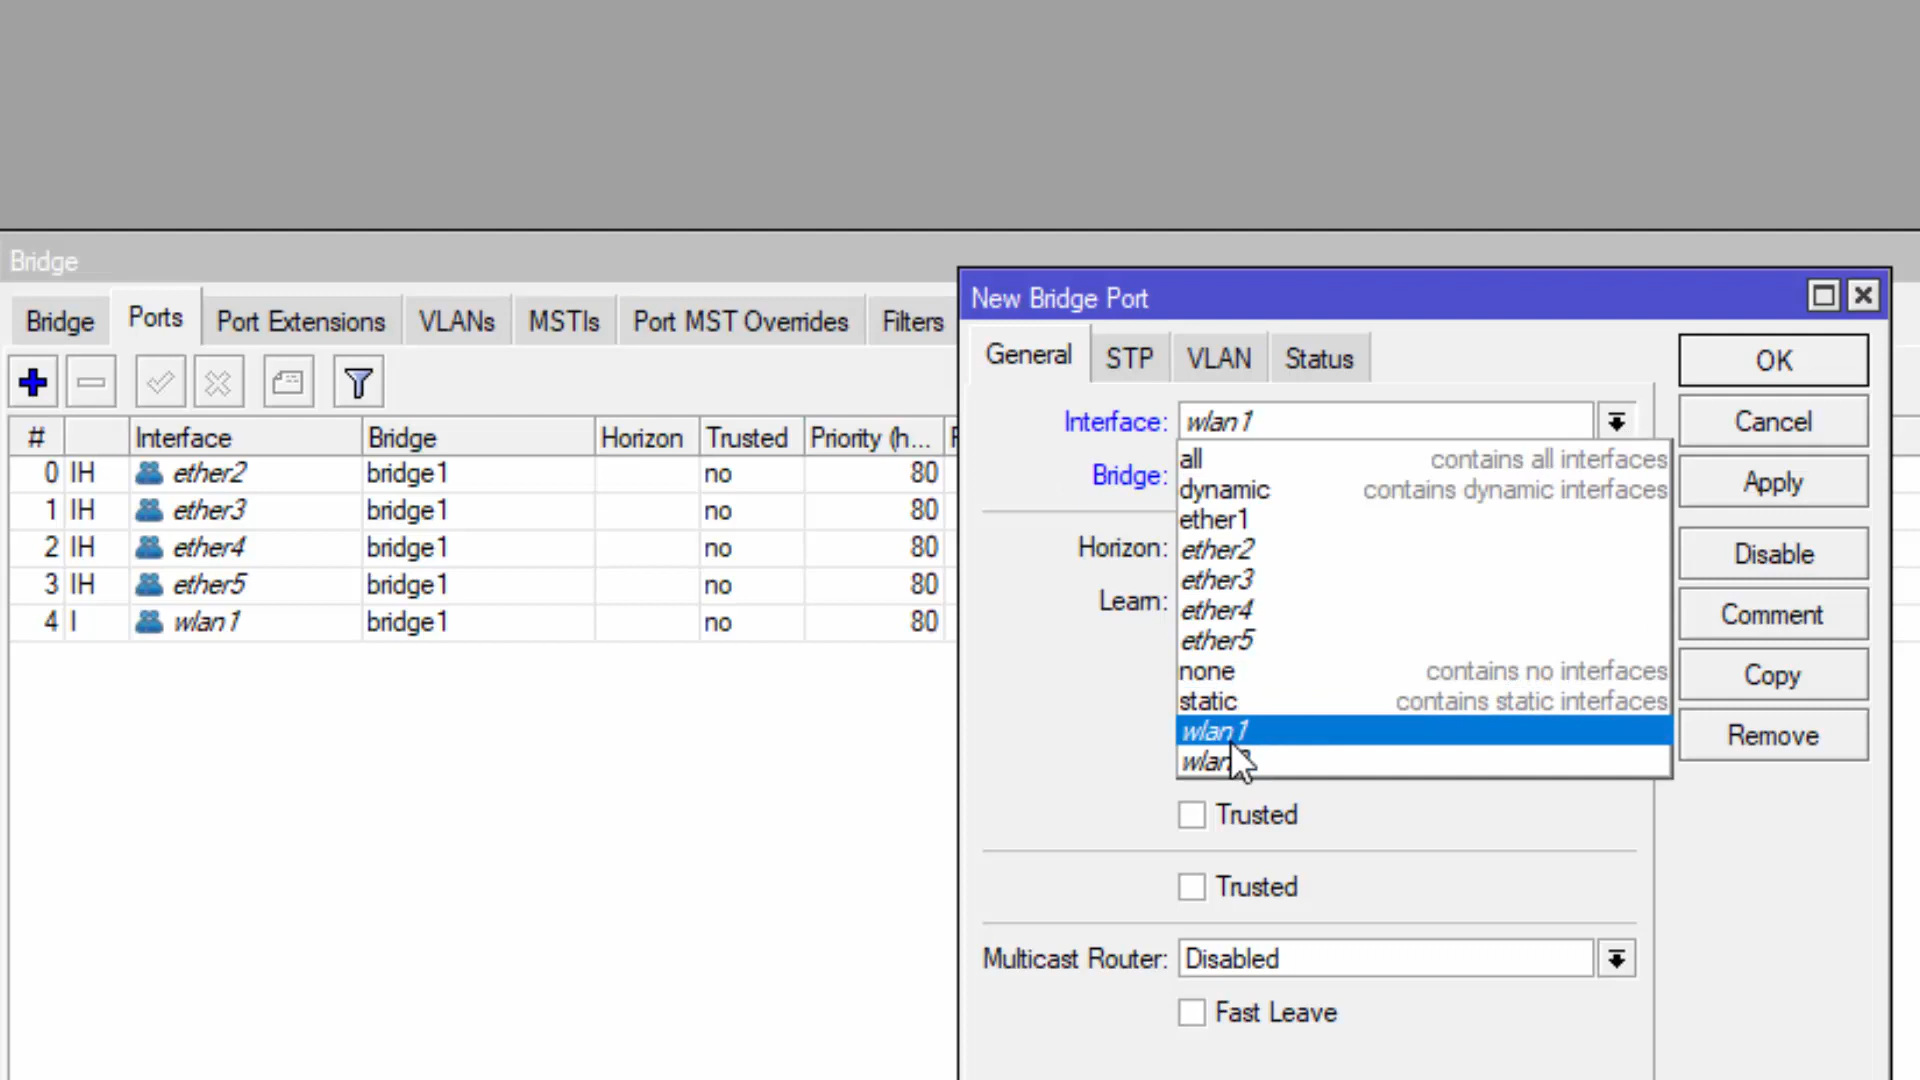 Bridge
Bridge Ports Port Extensions VLANs MSTIs Port MST Overrides Filters
# Interface Bridge Horizon Trusted Priority (h...
0 IH ether2 bridge1 no 80
1 IH ether3 bridge1 no 80
2 IH ether4 bridge1 no 80
3 IH ether5 bridge1 no 80
4 I wlan1 bridge1 no 80
New Bridge Port
General STP VLAN Status
Interface: wlan1
Bridge:
Horizon:
Learn:
all contains all interfaces
dynamic contains dynamic interfaces
ether1
ether2
ether3
ether4
ether5
none contains no interfaces
static contains static interfaces
wlan1
Trusted
Trusted
Multicast Router: Disabled
Fast Leave
OK
Cancel
Apply
Disable
Comment
Copy
Remove